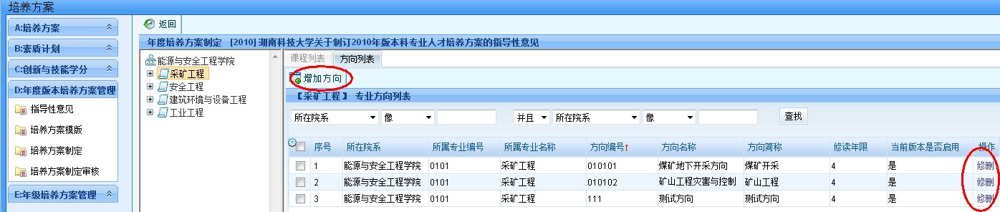 培养方案
A:培养方案
B:素质计划
C:创新与技能学分
D:年度版本培养方案管理
指导性意见
培养方案模版
培养方案制定
培养方案制定审核
E:年级培养方案管理
返回
年度培养方案制定 [2010] 湖南科技大学关于制订2010年版本科专业人才培养方案的指导性意见
能源与安全工程学院
采矿工程
安全工程
建筑环境与设备工程
工业工程
课程列表 方向列表
增加方向
【采矿工程】 专业方向列表
所在院系 像 并且 所在院系 像 查找
序号 所在院系 所属专业编号 所属专业名称 方向编号↑ 方向名称 方向简称 修读年限 当前版本是否启用 操作
1 能源与安全工程学院 0101 采矿工程 010101 煤矿地下开采方向 煤矿开采 4 是 修删
2 能源与安全工程学院 0101 采矿工程 010102 矿山工程灾害与控制 矿山工程 4 是 修删
3 能源与安全工程学院 0101 采矿工程 111 测试方向 测试方向 4 是 修删